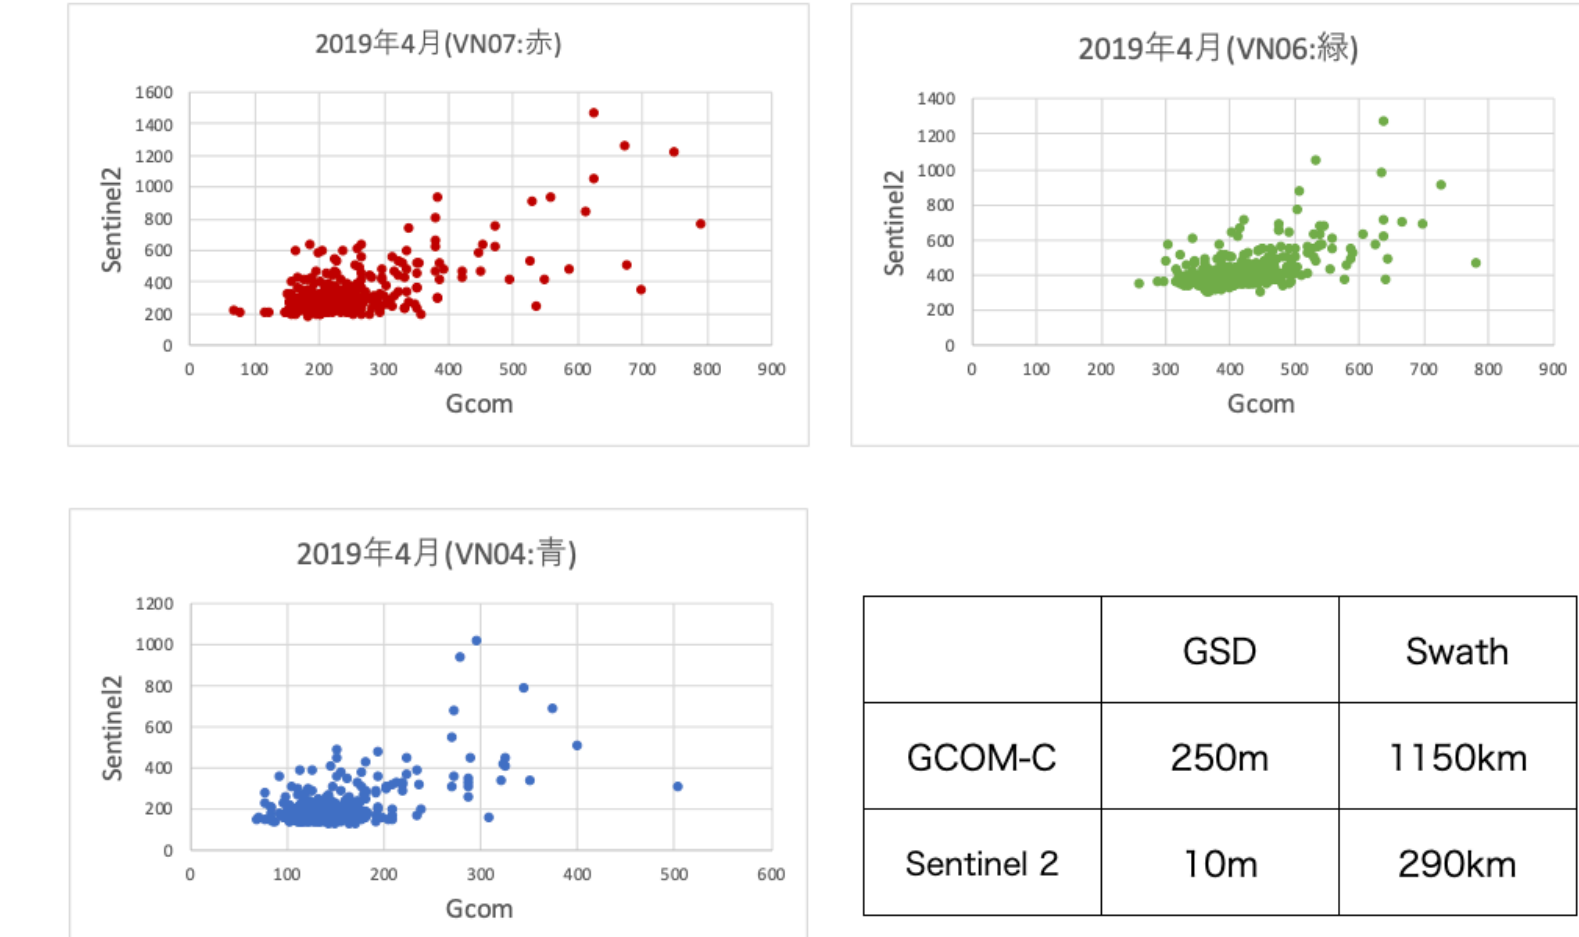 2019年4月(VN07:赤)
1600
1400
1200
1000
800
600
400
200
0
Sentinel2
0 100 200 300 400 500 600 700 800 900
Gcom
2019年4月(VN06:緑)
1400
1200
1000
800
600
400
200
0
Sentinel2
0 100 200 300 400 500 600 700 800 900
Gcom
2019年4月(VN04:青)
1200
1000
800
600
400
200
0
Sentinel2
0 100 200 300 400 500 600
Gcom
GSD Swath
GCOM-C 250m 1150km
Sentinel 2 10m 290km